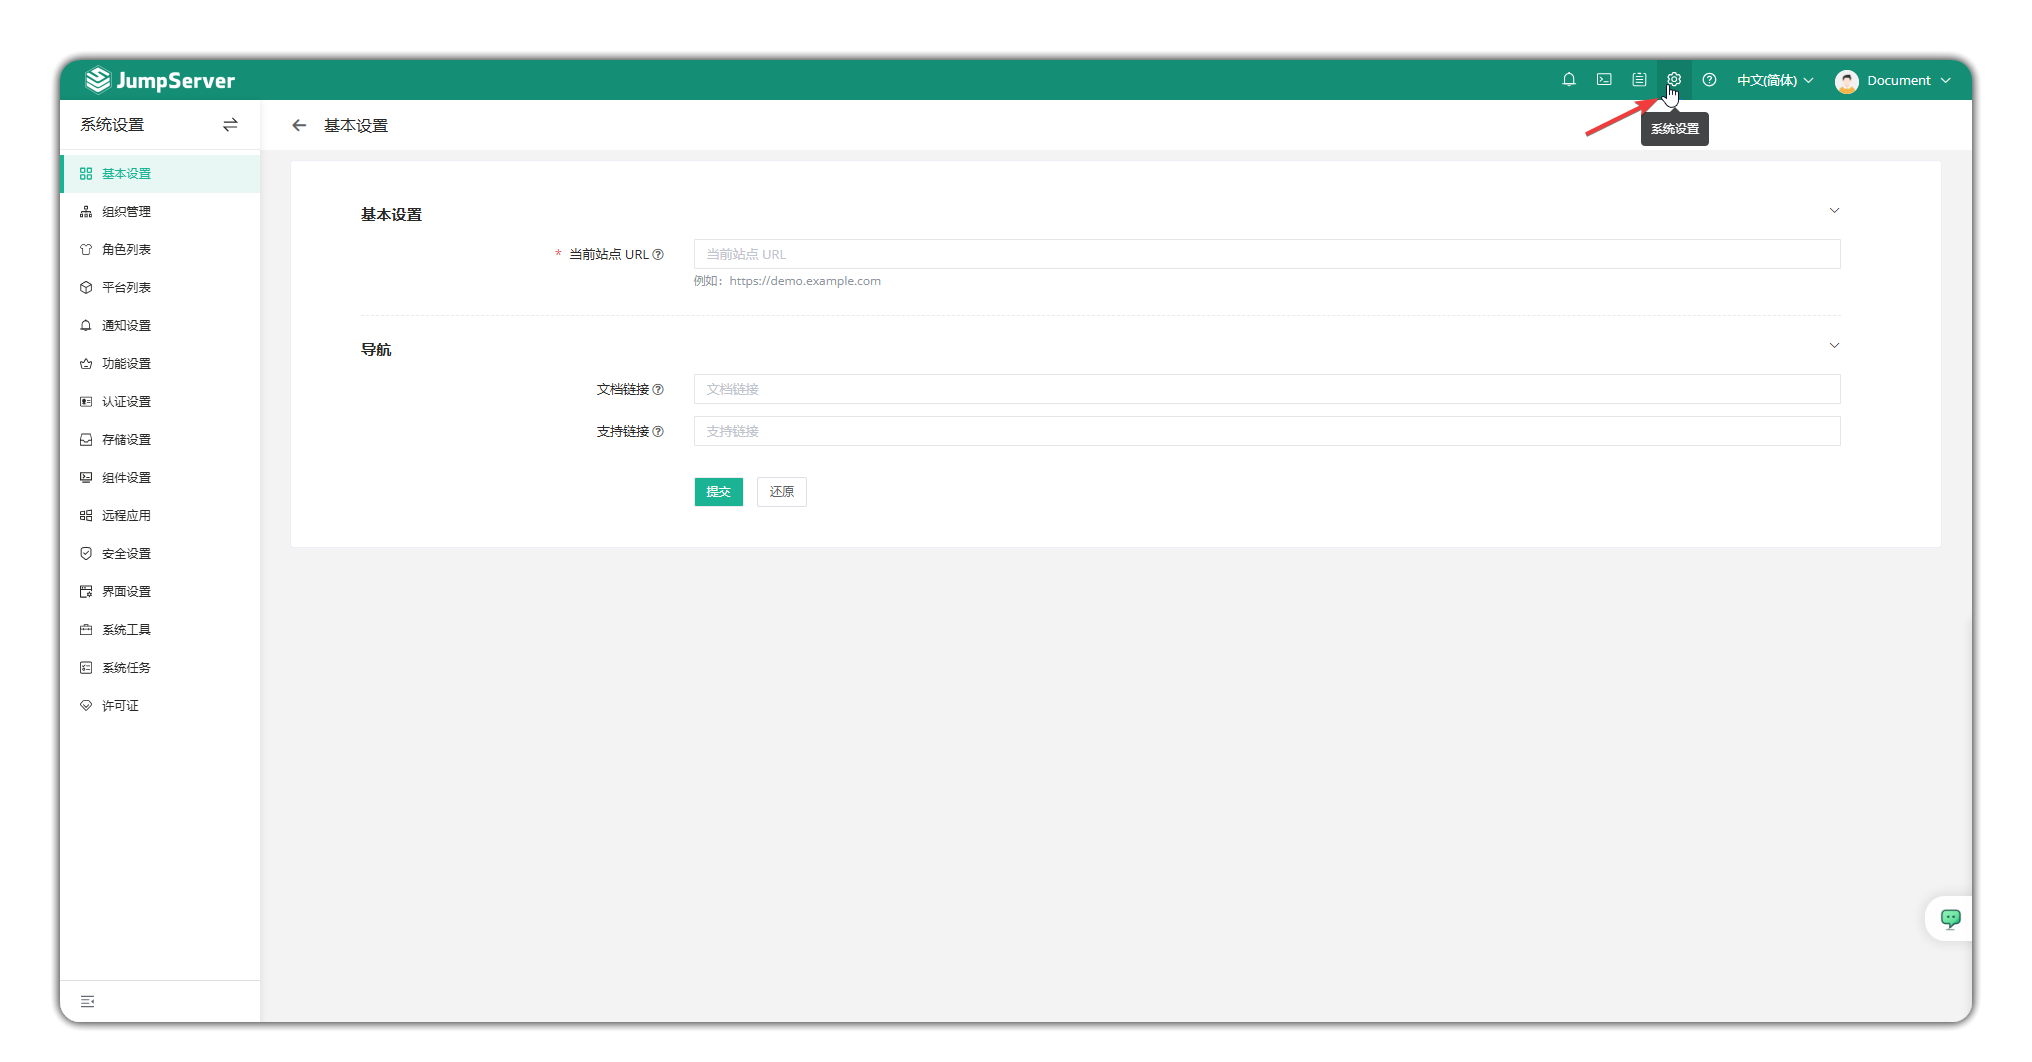 JumpServer
中文(简体)
Document
系统设置
系统设置
基本设置
基本设置
组织管理
角色列表
平台列表
通知设置
功能设置
认证设置
存储设置
组件设置
远程应用
安全设置
界面设置
系统工具
系统任务
许可证
基本设置
* 当前站点 URL
当前站点 URL
例如：https://demo.example.com
导航
文档链接
文档链接
支持链接
支持链接
提交
还原